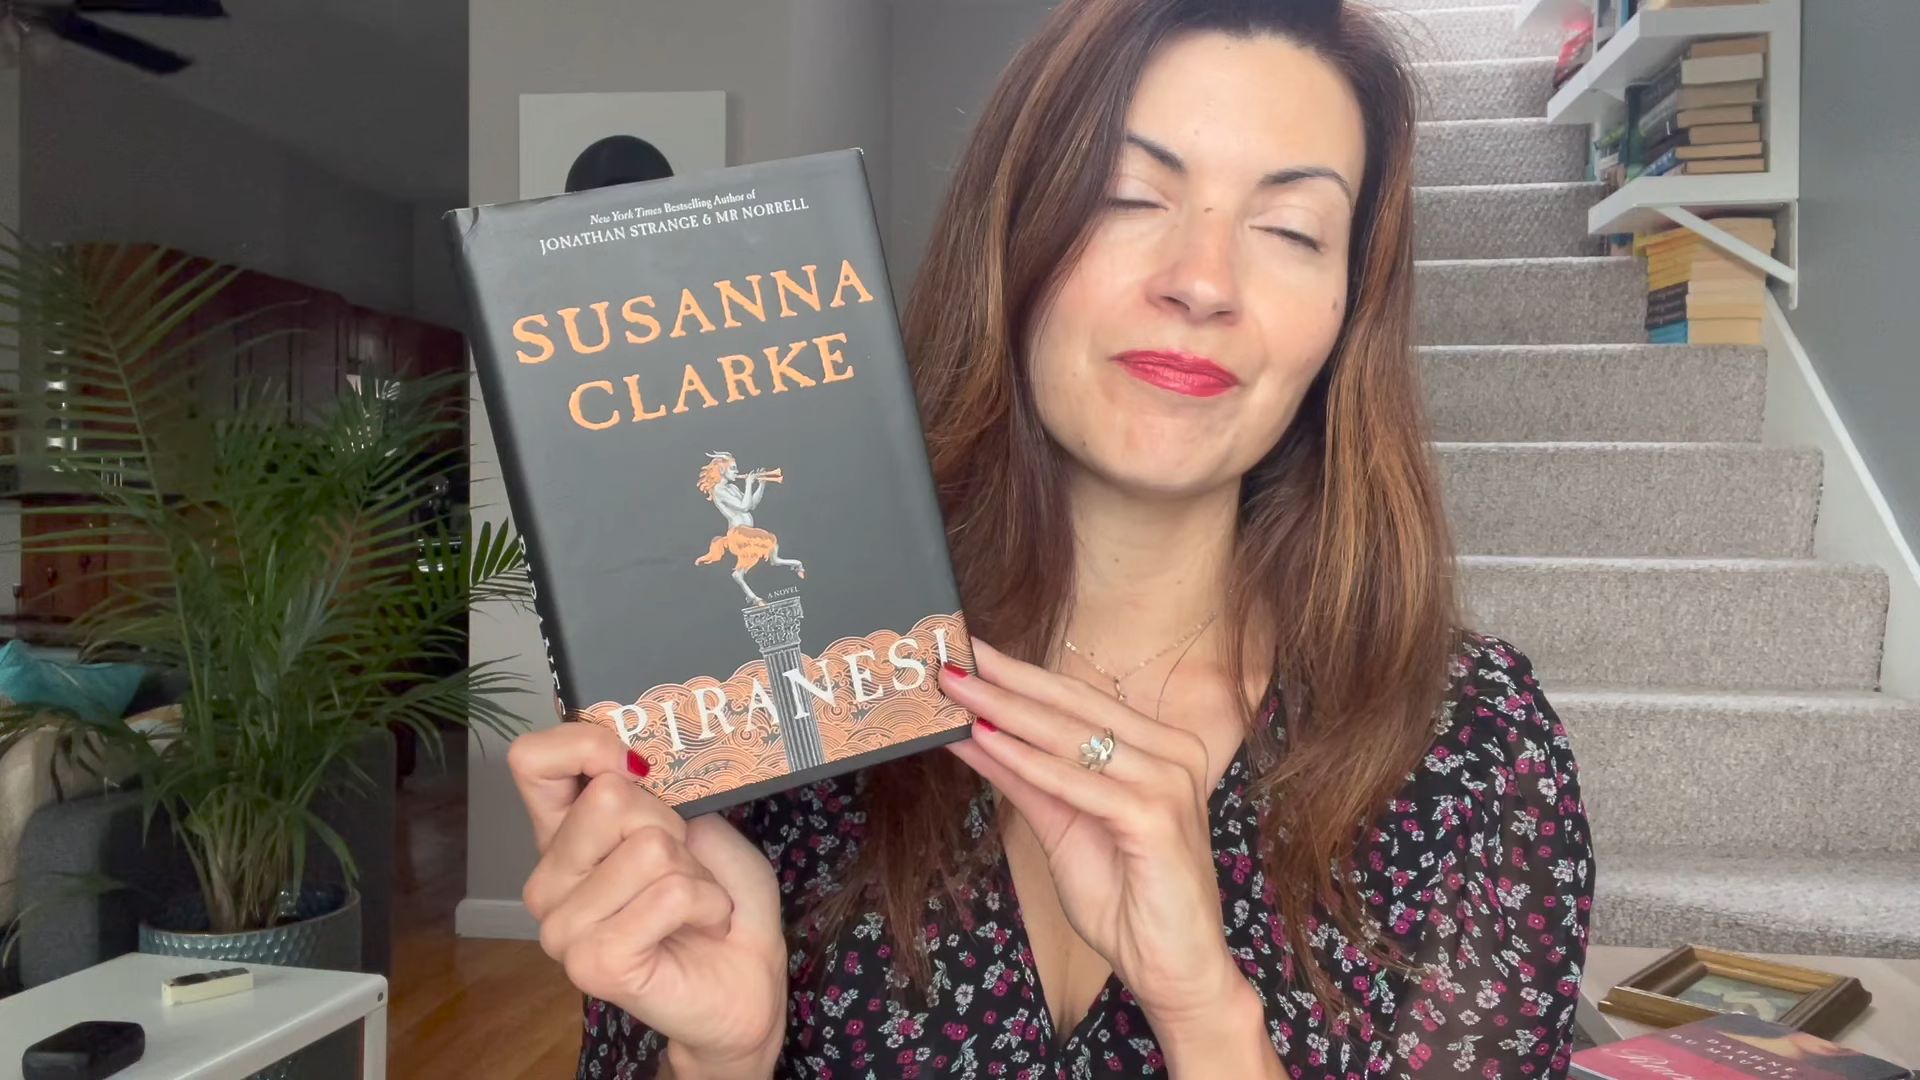 New York Times Bestselling Author of
JONATHAN STRANGE & MR NORRELL
SUSANNA
CLARKE
A NOVEL
PIRANESI
DAPHNE
DU MAURIER